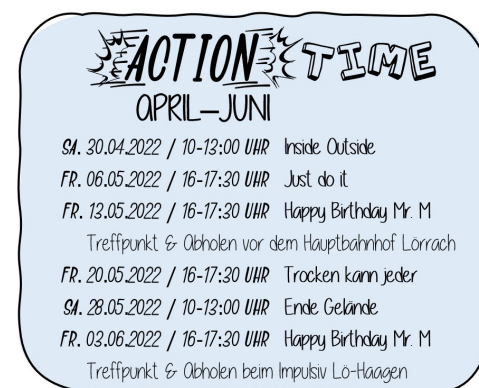 ACTION TIME
APRIL–JUNI
SA. 30.04.2022 / 10-13:00 UHR Inside Outside
FR. 06.05.2022 / 16-17:30 UHR Just do it
FR. 13.05.2022 / 16-17:30 UHR Happy Birthday Mr. M
Treffpunkt & Abholen vor dem Hauptbahnhof Lörrach
FR. 20.05.2022 / 16-17:30 UHR Trocken kann jeder
SA. 28.05.2022 / 10-13:00 UHR Ende Gelände
FR. 03.06.2022 / 16-17:30 UHR Happy Birthday Mr. M
Treffpunkt & Abholen beim Impulsiv Lö-Haagen